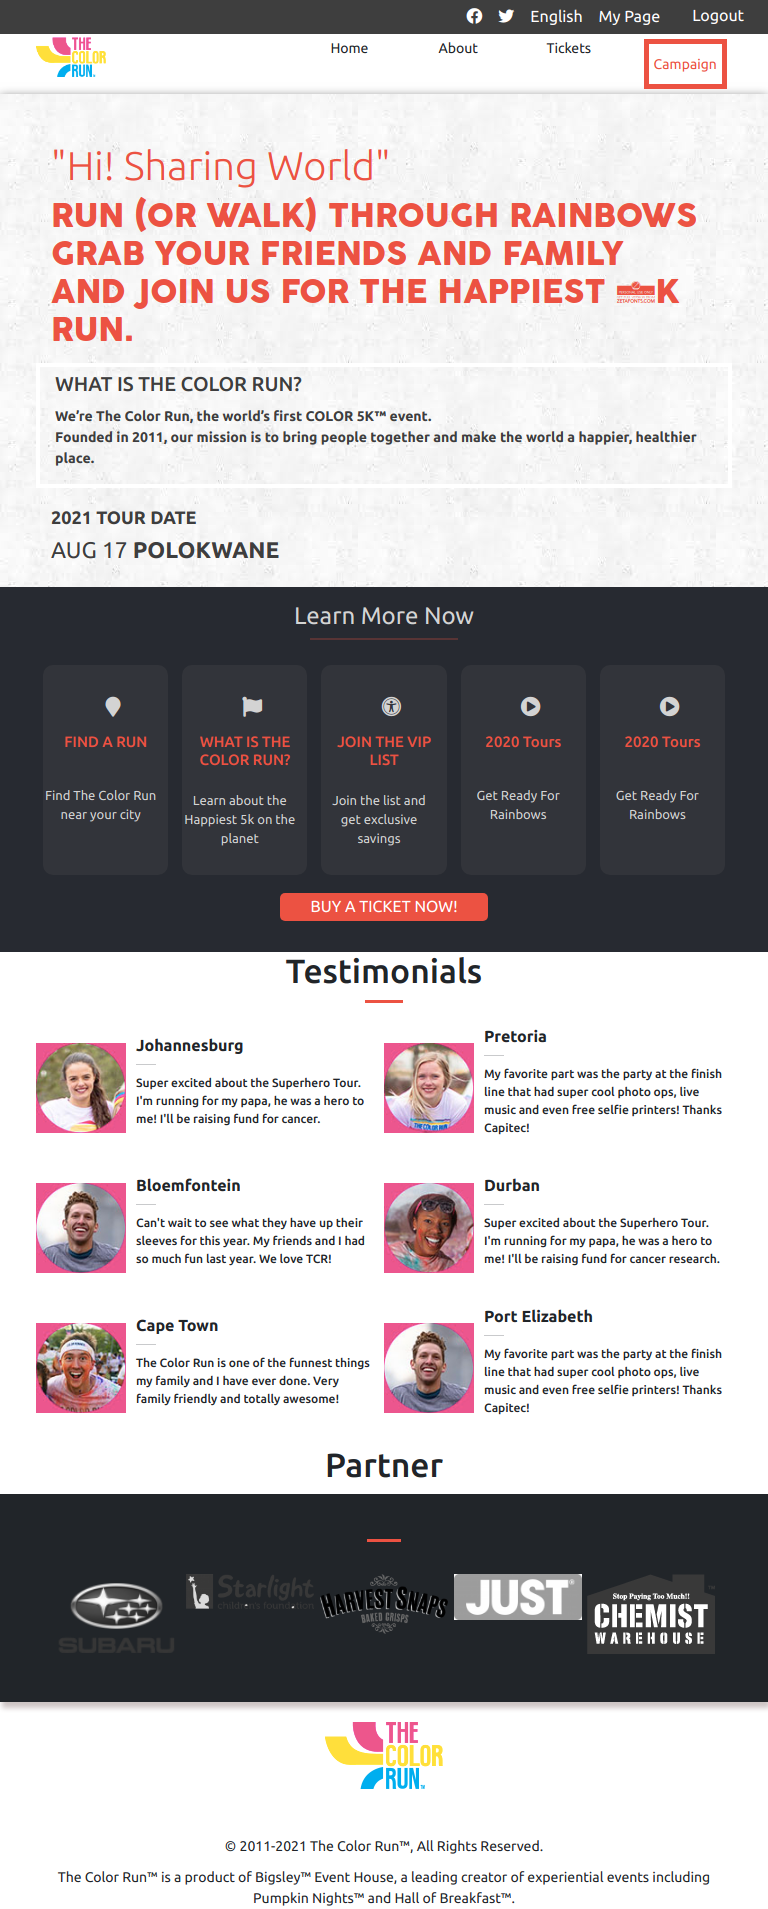 English My Page Logout
THE
COLOR
RUN.
Home About Tickets Campaign
"Hi! Sharing World"
RUN (OR WALK) THROUGH RAINBOWS
GRAB YOUR FRIENDS AND FAMILY
AND JOIN US FOR THE HAPPIEST K
RUN.
WHAT IS THE COLOR RUN?
We’re The Color Run, the world’s first COLOR 5K™ event.
Founded in 2011, our mission is to bring people together and make the world a happier, healthier
place.
2021 TOUR DATE
AUG 17 POLOKWANE
Learn More Now
FIND A RUN
Find The Color Run
near your city
WHAT IS THE
COLOR RUN?
Learn about the
Happiest 5k on the
planet
JOIN THE VIP
LIST
Join the list and
get exclusive
savings
2020 Tours
Get Ready For
Rainbows
2020 Tours
Get Ready For
Rainbows
BUY A TICKET NOW!
Testimonials
Johannesburg
Super excited about the Superhero Tour.
I'm running for my papa, he was a hero to
me! I'll be raising fund for cancer.
Pretoria
My favorite part was the party at the finish
line that had super cool photo ops, live
music and even free selfie printers! Thanks
Capitec!
Bloemfontein
Can't wait to see what they have up their
sleeves for this year. My friends and I had
so much fun last year. We love TCR!
Durban
Super excited about the Superhero Tour.
I'm running for my papa, he was a hero to
me! I'll be raising fund for cancer research.
Cape Town
The Color Run is one of the funnest things
my family and I have ever done. Very
family friendly and totally awesome!
Port Elizabeth
My favorite part was the party at the finish
line that had super cool photo ops, live
music and even free selfie printers! Thanks
Capitec!
Partner
SUBARU
Starlight
children's foundation
HARVEST SNAPS
BAKED CRISPS
JUST
Stop Paying Too Much!!
CHEMIST
WAREHOUSE
THE
COLOR
RUN™
© 2011-2021 The Color Run™, All Rights Reserved.
The Color Run™ is a product of Bigsley™ Event House, a leading creator of experiential events including
Pumpkin Nights™ and Hall of Breakfast™.